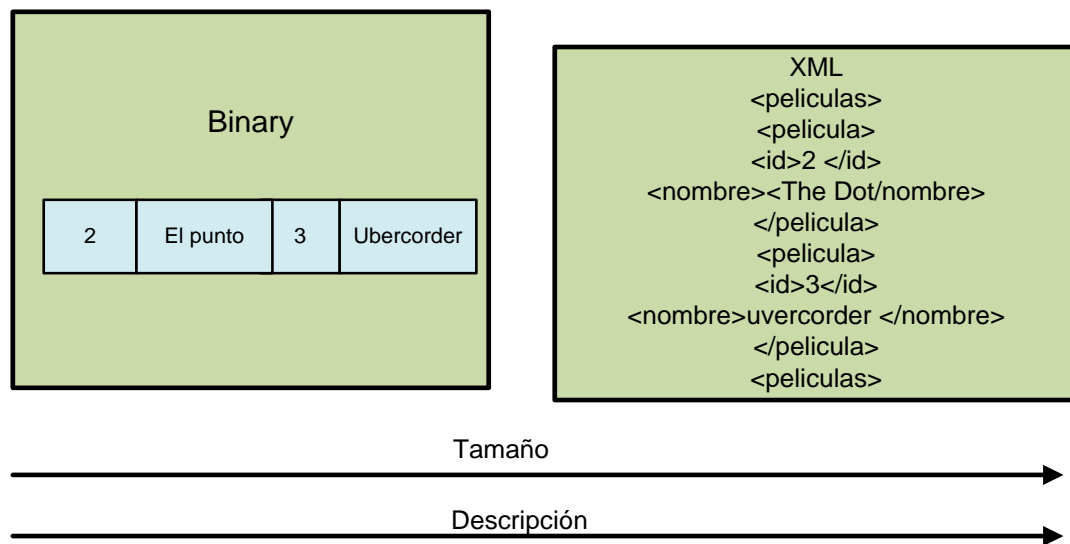 Binary
2 El punto 3 Ubercorder
XML
<peliculas>
<pelicula>
<id>2 </id>
<nombre><The Dot/nombre>
</pelicula>
<pelicula>
<id>3</id>
<nombre>uvercorder </nombre>
</pelicula>
<peliculas>
Tamaño
Descripción